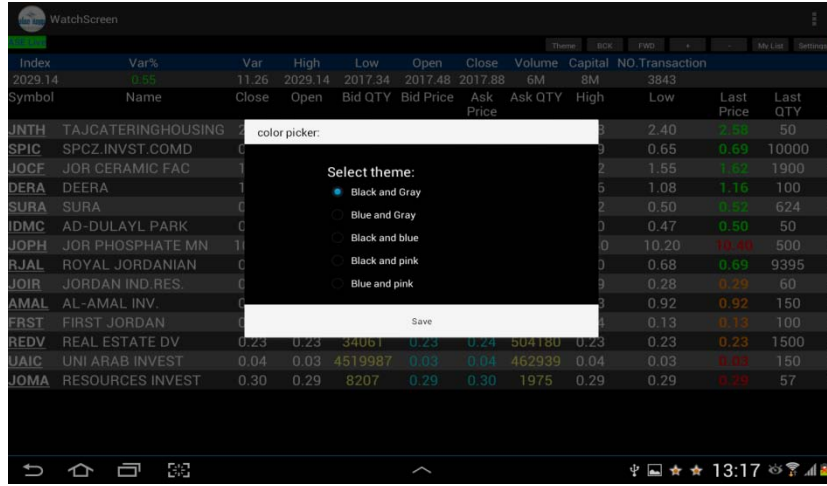 WatchScreen
ASE Live Theme BCK FWD + - My List Settings
Index Var% Var High Low Open Close Volume Capital NO.Transaction
2029.14 0.55 11.26 2029.14 2017.34 2017.48 2017.88 6M 8M 3843
Symbol Name Close Open Bid QTY Bid Price Ask Price Ask QTY High Low Last Price Last QTY
JNTH TAJCATERINGHOUSING 2.40 2.58 50
SPIC SPCZ.INVST.COMD 0.65 0.69 10000
JOCF JOR CERAMIC FAC 1.55 1.62 1900
DERA DEERA 1.08 1.16 100
SURA SURA 0.50 0.52 624
IDMC AD-DULAYL PARK 0.47 0.50 50
JOPH JOR PHOSPHATE MN 10.20 10.40 500
RJAL ROYAL JORDANIAN 0.68 0.69 9395
JOIR JORDAN IND.RES. 0.28 0.29 60
AMAL AL-AMAL INV. 0.92 0.92 150
FRST FIRST JORDAN 0.13 0.13 100
REDV REAL ESTATE DV 0.23 0.23 34061 0.23 0.24 504180 0.23 0.23 0.23 1500
UAIC UNI ARAB INVEST 0.04 0.03 4519987 0.03 0.04 462939 0.04 0.03 0.03 150
JOMA RESOURCES INVEST 0.30 0.29 8207 0.29 0.30 1975 0.29 0.29 0.29 57
color picker:
Select theme:
Black and Gray
Blue and Gray
Black and blue
Black and pink
Blue and pink
Save
13:17